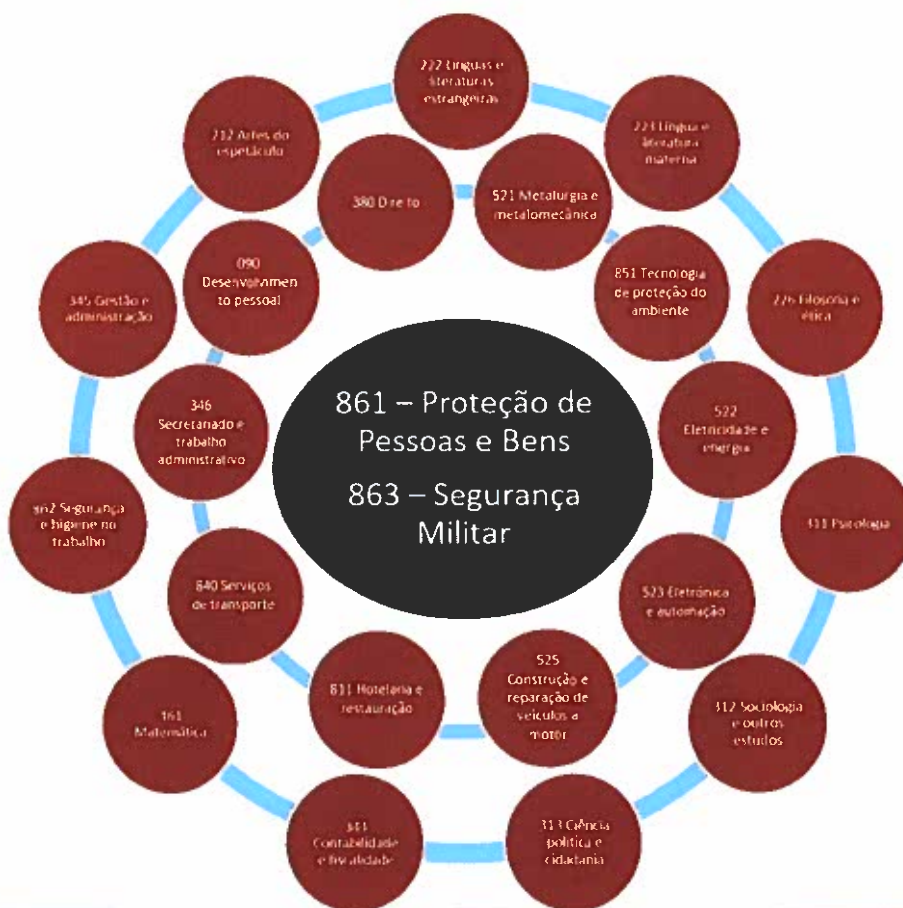 222 Línguas e
literaturas
estrangeiras
212 Artes do
espetáculo
223 Língua e
literatura
materna
380 Direito
521 Metalurgia e
metalomecânica
090
Desenvolvimen
to pessoal
851 Tecnologia
de proteção do
ambiente
345 Gestão e
administração
226 Filosofia e
ética
861 – Proteção de
Pessoas e Bens
863 – Segurança
Militar
346
Secretariado e
trabalho
administrativo
522
Eletricidade e
energia
862 Segurança
e higiene no
trabalho
311 Psicologia
840 Serviços
de transporte
523 Eletrónica
e automação
811 Hotelaria e
restauração
525
Construção e
reparação de
veículos a
motor
461
Matemática
312 Sociologia
e outros
estudos
Contabilidade
e fiscalidade
313 Ciência
política e
cidadania